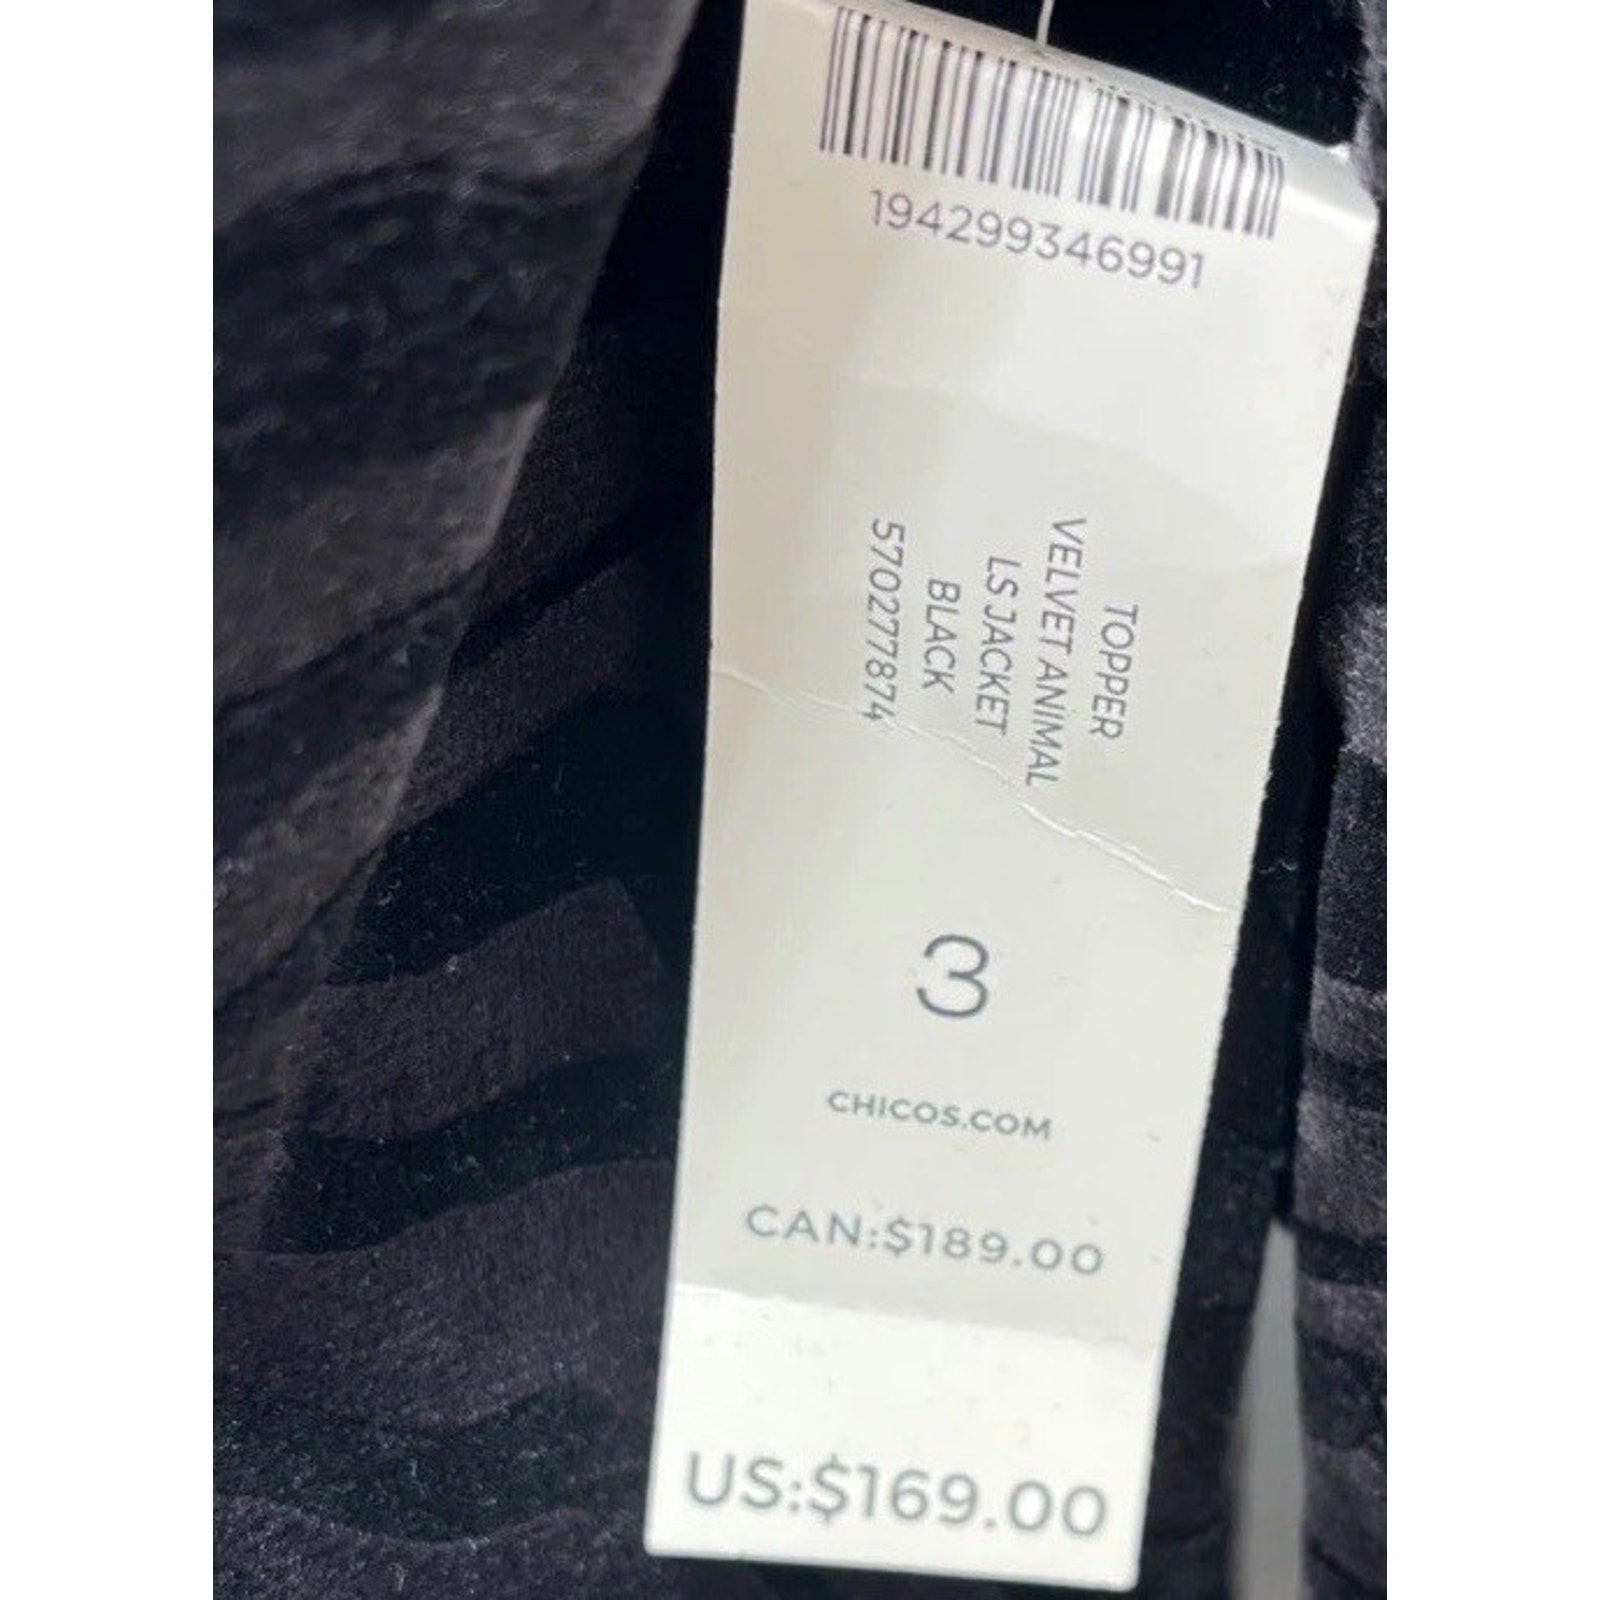 194299346991
TOPPER
VELVET ANIMAL
LS JACKET
BLACK
570277874
3
CHICOS.COM
CAN:$189.00
US:$169.00